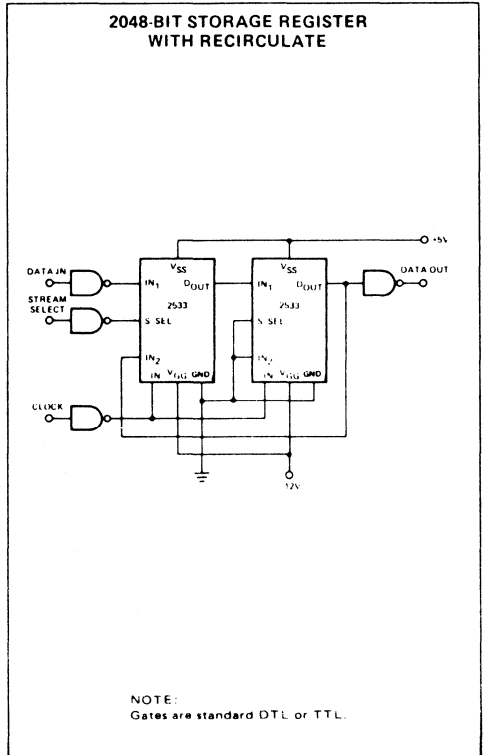 2048-BIT STORAGE REGISTER
WITH RECIRCULATE
+5V
VSS
VSS
DATA IN
IN1
DOUT
IN1
DOUT
DATA OUT
2533
2533
STREAM
SELECT
S SEL
S SEL
IN2
IN2
IN VGG GND
IN VGG GND
CLOCK
12V
NOTE:
Gates are standard DTL or TTL.